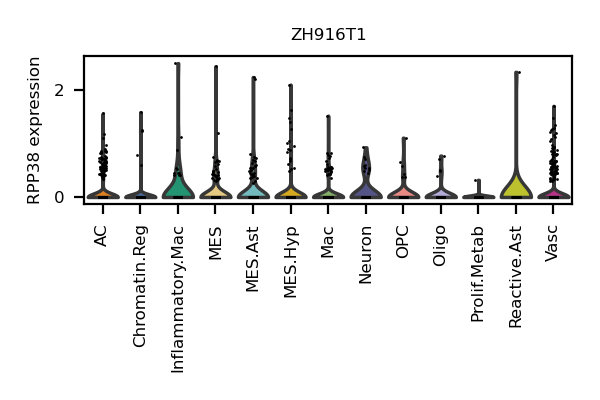 ZH916T1
RPP38 expression
2
0
AC
Chromatin.Reg
Inflammatory.Mac
MES
MES.Ast
MES.Hyp
Mac
Neuron
OPC
Oligo
Prolif.Metab
Reactive.Ast
Vasc